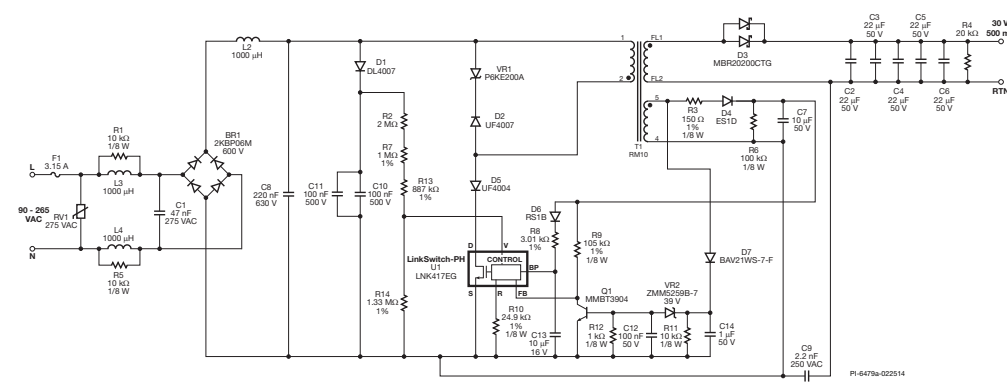 L2
1000 µH
D1
DL4007
R2
2 MΩ
R7
1 MΩ
1%
R13
887 kΩ
1%
VR1
P6KE200A
D2
UF4007
D5
UF4004
1
2
FL1
FL2
5
4
T1
RM10
D3
MBR20200CTG
C3
22 µF
50 V
C5
22 µF
50 V
R4
20 kΩ
30 V
500 m
RTN
C2
22 µF
50 V
C4
22 µF
50 V
C6
22 µF
50 V
R3
150 Ω
1%
1/8 W
D4
ES1D
R6
100 kΩ
1/8 W
C7
10 µF
50 V
R1
10 kΩ
1/8 W
BR1
2KBP06M
600 V
F1
3.15 A
L
L3
1000 µH
90 - 265
VAC
RV1
275 VAC
C1
47 nF
275 VAC
L4
1000 µH
N
R5
10 kΩ
1/8 W
C8
220 nF
630 V
C11
100 nF
500 V
C10
100 nF
500 V
D6
RS1B
R8
3.01 kΩ
1%
R9
105 kΩ
1%
1/8 W
D7
BAV21WS-7-F
LinkSwitch-PH
U1
LNK417EG
D
V
CONTROL
BP
S
R
FB
R14
1.33 MΩ
1%
R10
24.9 kΩ
1%
1/8 W
C13
10 µF
16 V
Q1
MMBT3904
VR2
ZMM5259B-7
39 V
R12
1 kΩ
1/8 W
C12
100 nF
50 V
R11
10 kΩ
1/8 W
C14
1 µF
50 V
C9
2.2 nF
250 VAC
PI-6479a-022514